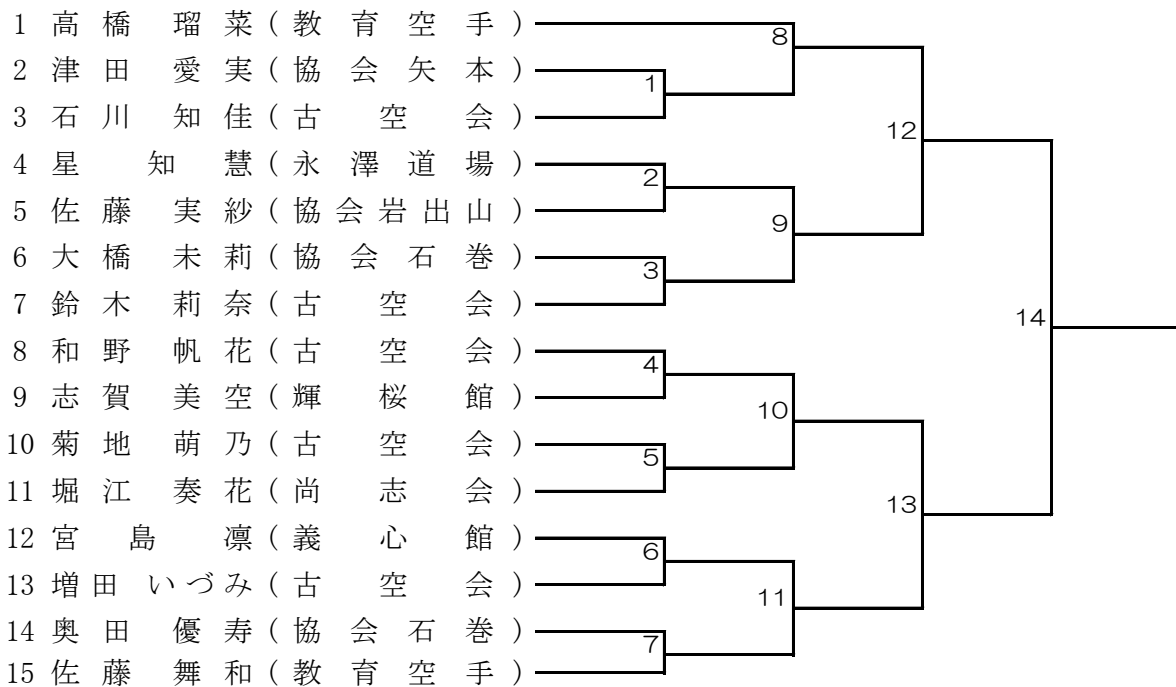 1 高橋 瑠菜(教育空手)
8
2 津田 愛実(協会矢本)
1
3 石川 知佳(古空会)
12
4 星 知慧(永澤道場)
2
5 佐藤 実紗(協会岩出山)
9
6 大橋 未莉(協会石巻)
3
7 鈴木 莉奈(古空会)
14
8 和野 帆花(古空会)
4
9 志賀 美空(輝桜館)
10
10 菊地 萌乃(古空会)
5
11 堀江 奏花(尚志会)
13
12 宮島 凛(義心館)
6
13 増田 いづみ(古空会)
11
14 奥田 優寿(協会石巻)
7
15 佐藤 舞和(教育空手)